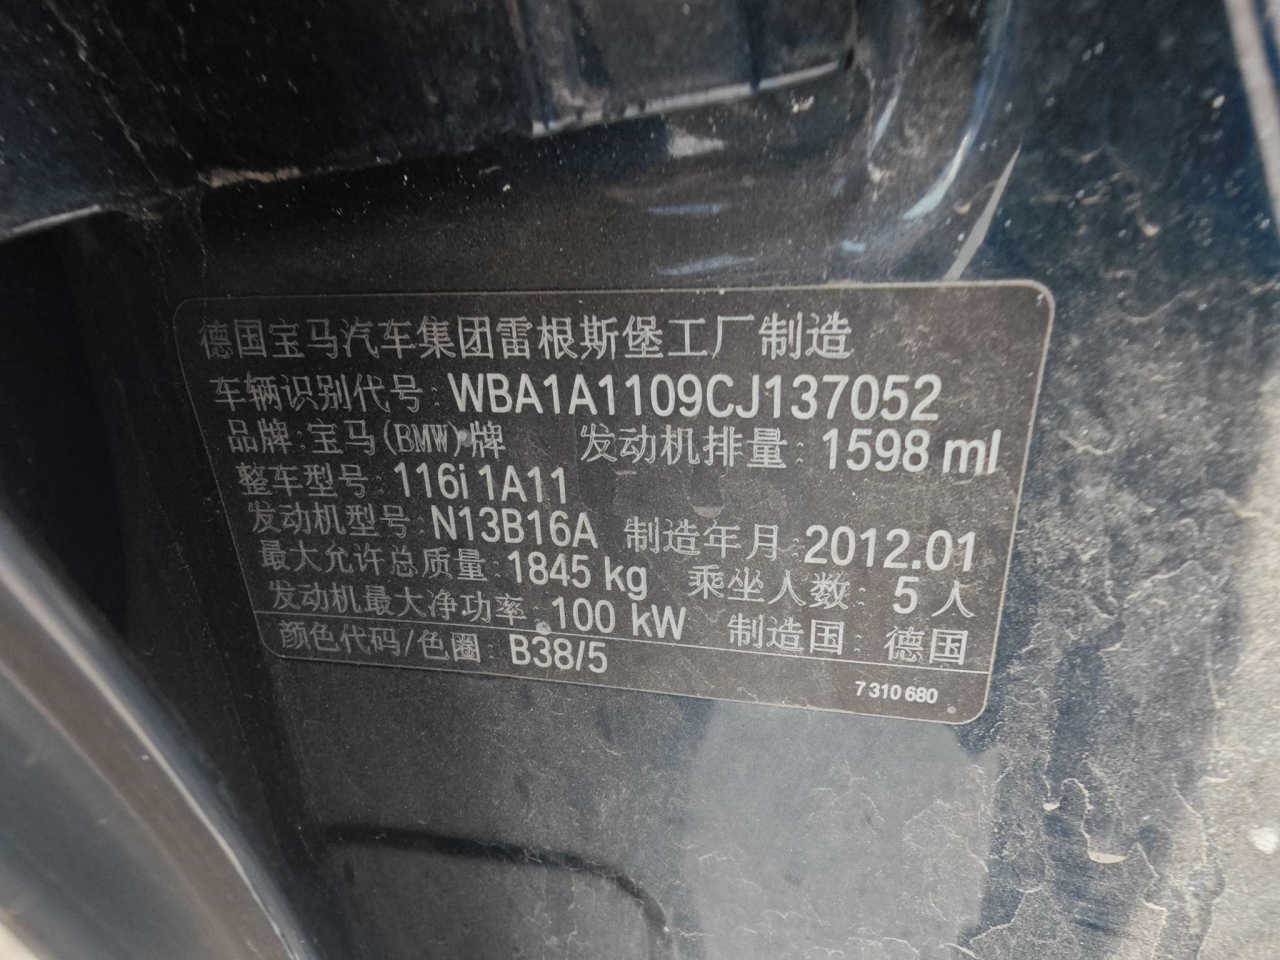 德国宝马汽车集团雷根斯堡工厂制造
车辆识别代号: WBA1A1109CJ137052
品牌: 宝马(BMW)牌 发动机排量: 1598 ml
整车型号: 116i 1A11
发动机型号: N13B16A 制造年月: 2012.01
最大允许总质量: 1845 kg 乘坐人数: 5 人
发动机最大净功率: 100 kW 制造国: 德国
颜色代码/色圈: B38/5
7 310 680